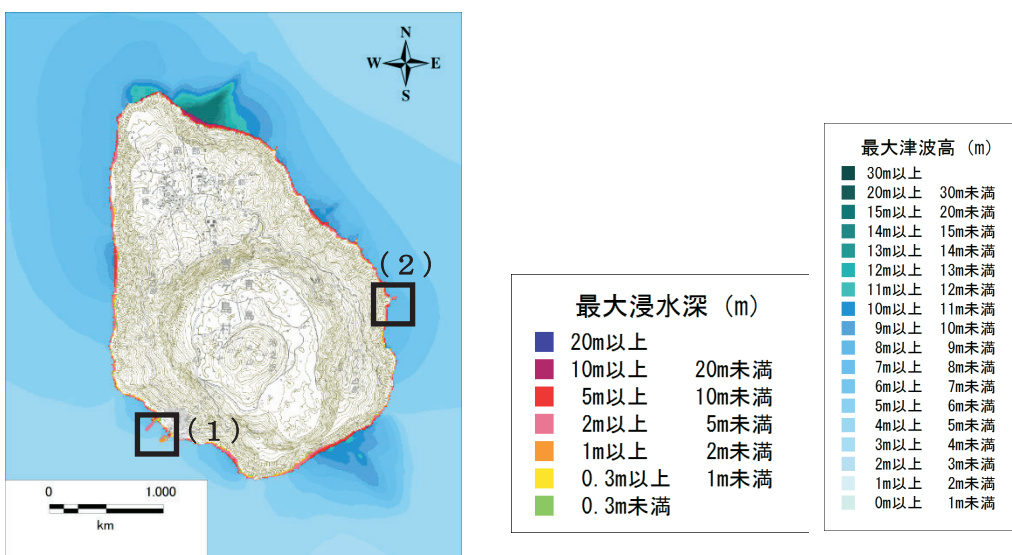 N
W E
S
(2)
(1)
0 1.000
km
最大浸水深 (m)
20m以上
10m以上 20m未満
5m以上 10m未満
2m以上 5m未満
1m以上 2m未満
0.3m以上 1m未満
0.3m未満
最大津波高 (m)
30m以上
20m以上 30m未満
15m以上 20m未満
14m以上 15m未満
13m以上 14m未満
12m以上 13m未満
11m以上 12m未満
10m以上 11m未満
9m以上 10m未満
8m以上 9m未満
7m以上 8m未満
6m以上 7m未満
5m以上 6m未満
4m以上 5m未満
3m以上 4m未満
2m以上 3m未満
1m以上 2m未満
0m以上 1m未満